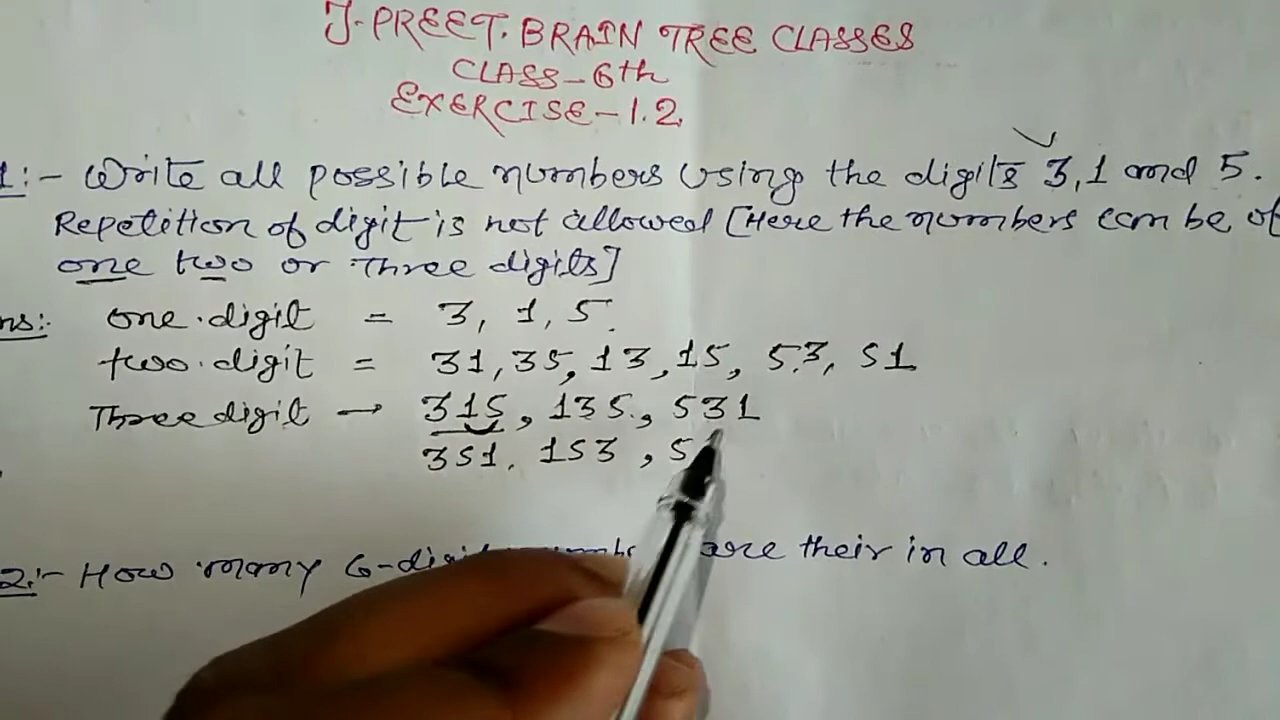 J-PREET. BRAIN TREE CLASSES
CLASS-6th
EXERCISE-1.2
1:- Write all possible numbers using the digits 3,1 and 5.
Repetition of digit is not allowed [Here the numbers can be of
one two or three digits]
ns: one digit = 3, 1, 5.
two digit = 31, 35, 13, 15, 53, 51
Three digit → 315, 135, 531
351, 153, 5
2:- How many 6-digit are their in all.